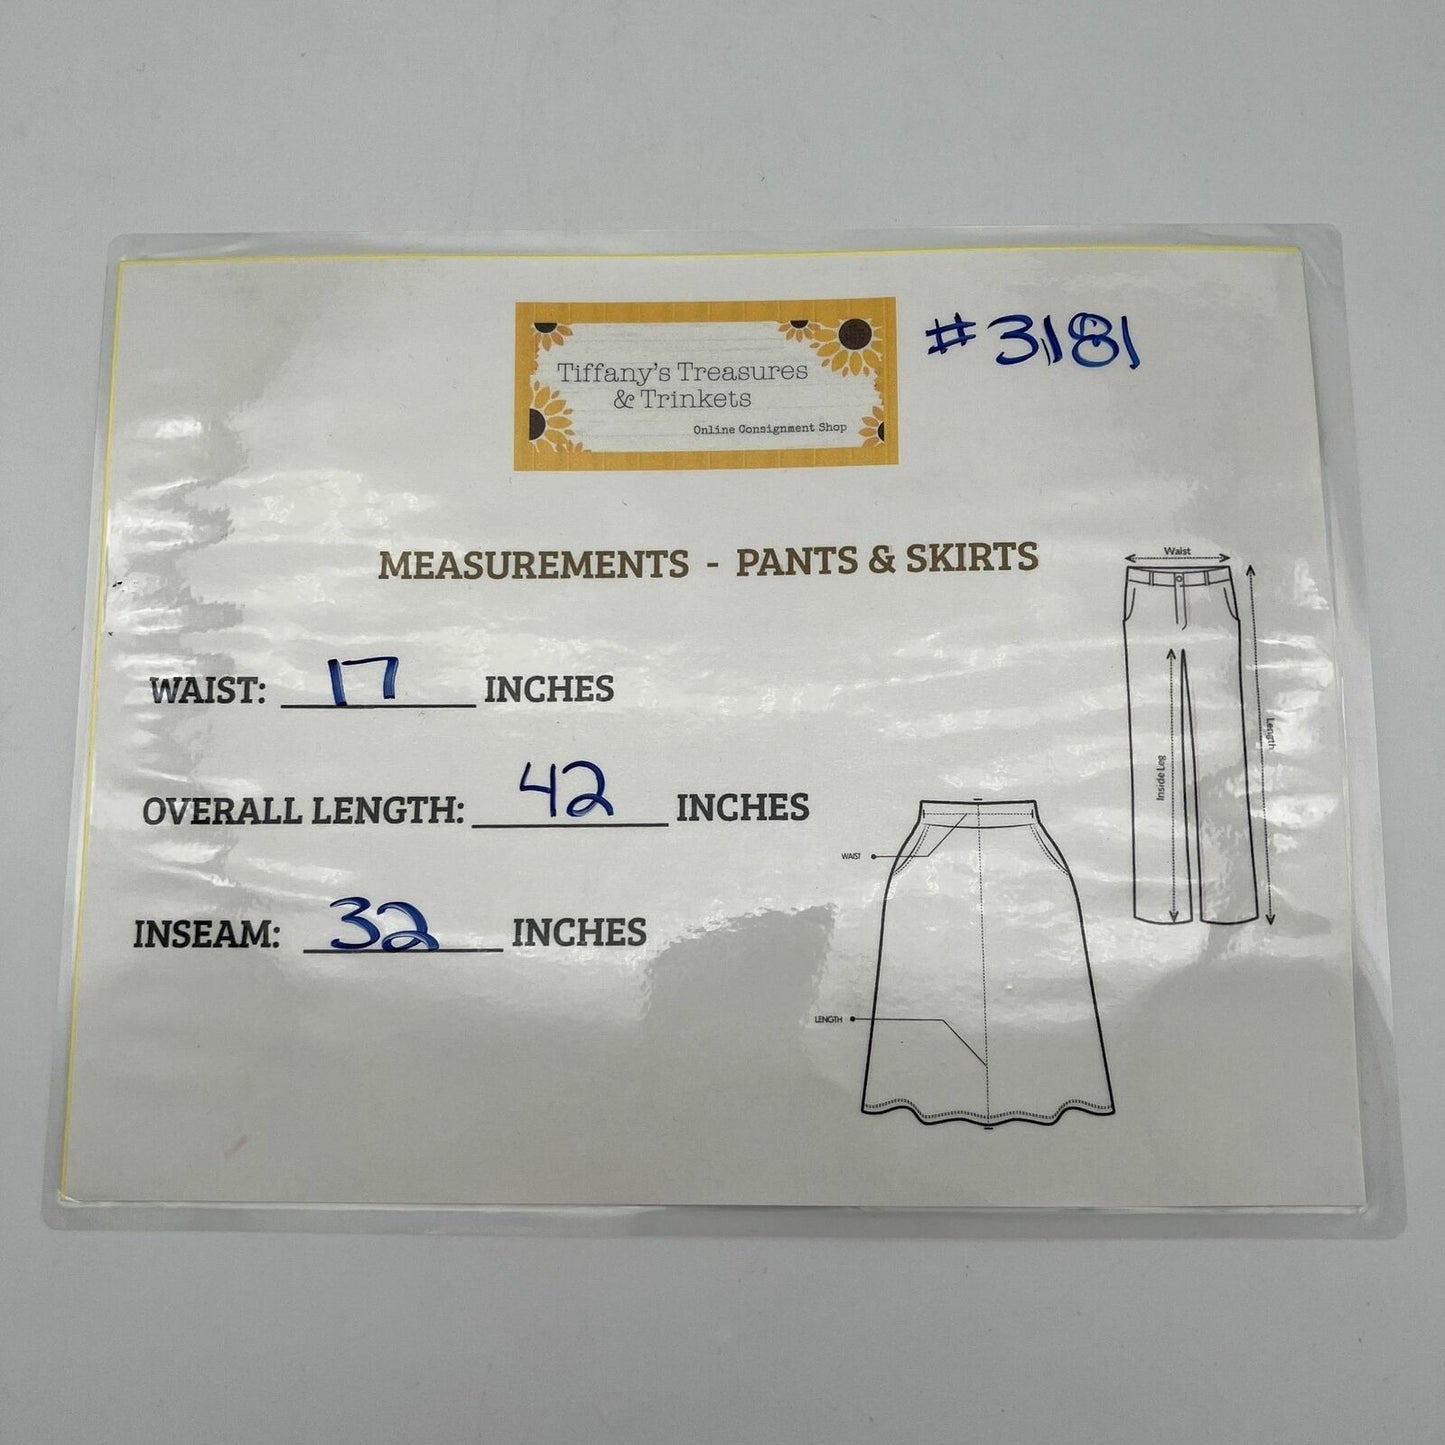 Tiffany's Treasures
& Trinkets
Online Consignment Shop
#3181
MEASUREMENTS - PANTS & SKIRTS
WAIST: 17 INCHES
OVERALL LENGTH: 42 INCHES
INSEAM: 32 INCHES
Waist
Length
Inside Leg
WAIST
LENGTH